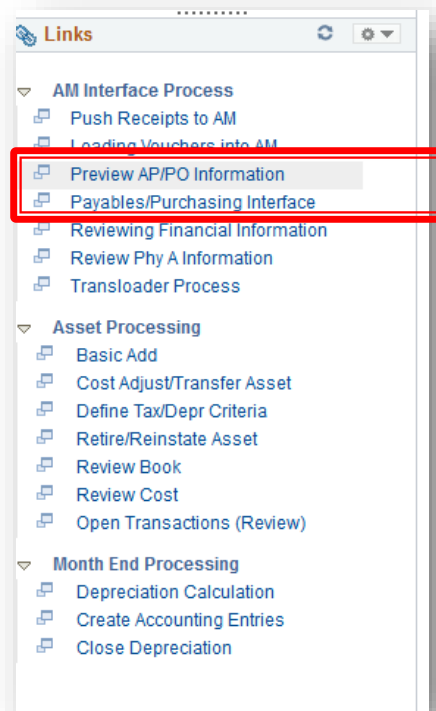 Links
AM Interface Process
Push Receipts to AM
Loading Vouchers into AM
Preview AP/PO Information
Payables/Purchasing Interface
Reviewing Financial Information
Review Phy A Information
Transloader Process
Asset Processing
Basic Add
Cost Adjust/Transfer Asset
Define Tax/Depr Criteria
Retire/Reinstate Asset
Review Book
Review Cost
Open Transactions (Review)
Month End Processing
Depreciation Calculation
Create Accounting Entries
Close Depreciation